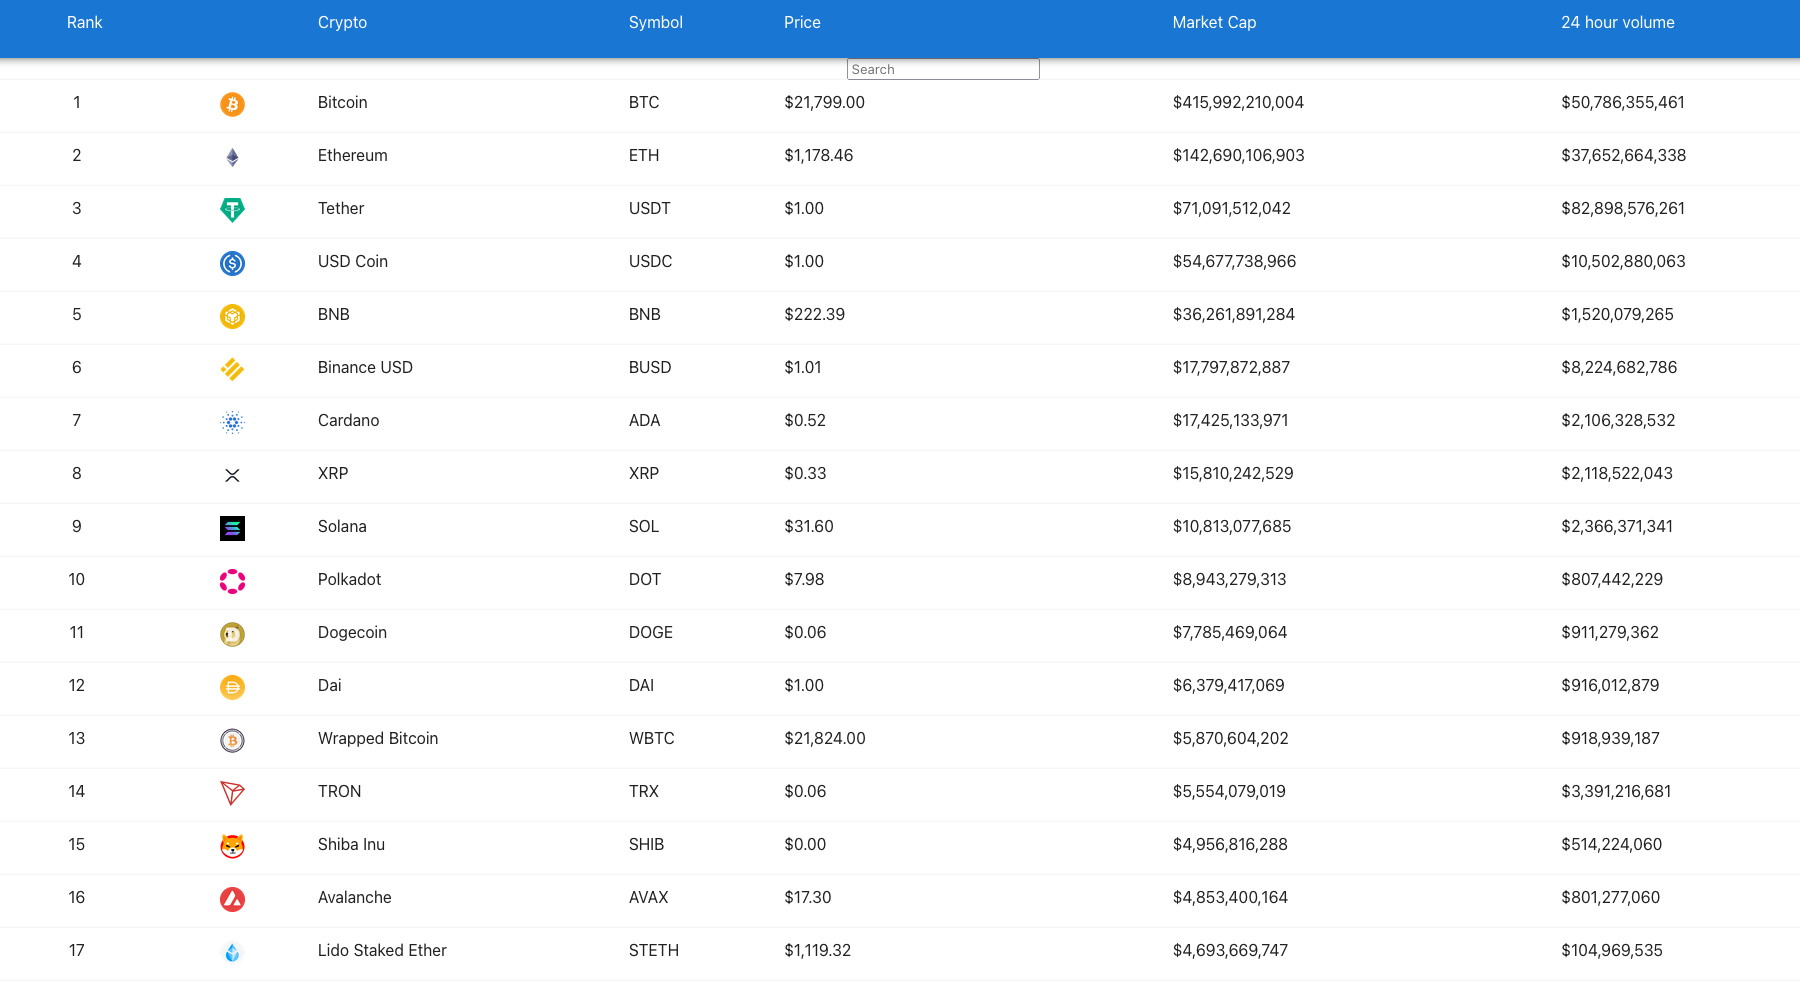 Rank Crypto Symbol Price Market Cap 24 hour volume
Search
1 Bitcoin BTC $21,799.00 $415,992,210,004 $50,786,355,461
2 Ethereum ETH $1,178.46 $142,690,106,903 $37,652,664,338
3 Tether USDT $1.00 $71,091,512,042 $82,898,576,261
4 USD Coin USDC $1.00 $54,677,738,966 $10,502,880,063
5 BNB BNB $222.39 $36,261,891,284 $1,520,079,265
6 Binance USD BUSD $1.01 $17,797,872,887 $8,224,682,786
7 Cardano ADA $0.52 $17,425,133,971 $2,106,328,532
8 XRP XRP $0.33 $15,810,242,529 $2,118,522,043
9 Solana SOL $31.60 $10,813,077,685 $2,366,371,341
10 Polkadot DOT $7.98 $8,943,279,313 $807,442,229
11 Dogecoin DOGE $0.06 $7,785,469,064 $911,279,362
12 Dai DAI $1.00 $6,379,417,069 $916,012,879
13 Wrapped Bitcoin WBTC $21,824.00 $5,870,604,202 $918,939,187
14 TRON TRX $0.06 $5,554,079,019 $3,391,216,681
15 Shiba Inu SHIB $0.00 $4,956,816,288 $514,224,060
16 Avalanche AVAX $17.30 $4,853,400,164 $801,277,060
17 Lido Staked Ether STETH $1,119.32 $4,693,669,747 $104,969,535